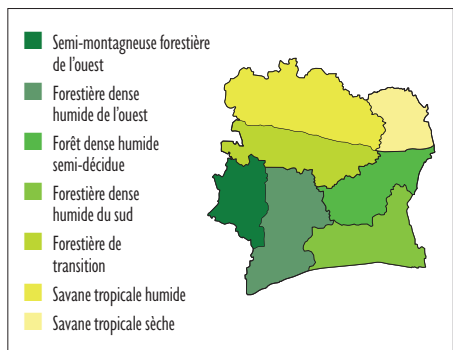 Semi-montagneuse forestière
de l'ouest
Forestière dense
humide de l'ouest
Forêt dense humide
semi-décidue
Forestière dense
humide du sud
Forestière de
transition
Savane tropicale humide
Savane tropicale sèche